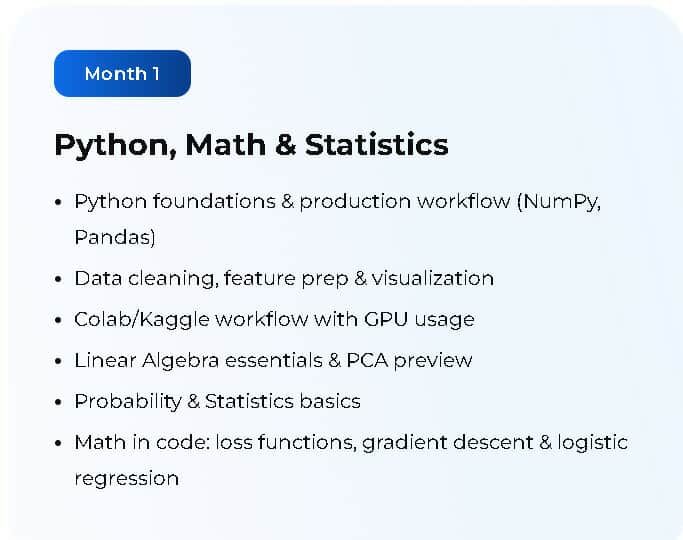 Month 1
Python, Math & Statistics
• Python foundations & production workflow (NumPy,
Pandas)
• Data cleaning, feature prep & visualization
• Colab/Kaggle workflow with GPU usage
• Linear Algebra essentials & PCA preview
• Probability & Statistics basics
• Math in code: loss functions, gradient descent & logistic
regression